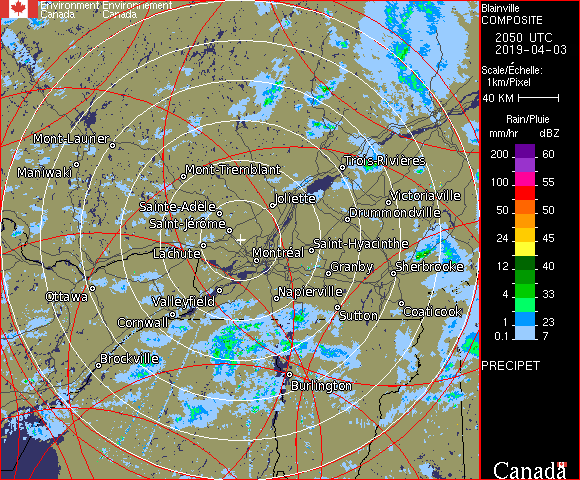 Environment Environnement
Canada Canada
Blainville
COMPOSITE
2050 UTC
2019-04-03
Scale/Échelle:
1km/Pixel
40 KM
Rain/Pluie
mm/hr dBZ
200 60
100 55
50 50
24 45
12 40
4 33
1 23
0.1 7
PRECIPET
Canada
Mont-Laurier
Maniwaki
Mont-Tremblant
Trois-Rivières
Sainte-Adele
Joliette
Victoriaville
Drummondville
Saint-Jérome
Lachute
Montréal
Saint-Hyacinthe
Granby
Sherbrooke
Ottawa
Valleyfield
Napierville
Cornwall
Sutton
Coaticook
Brockville
Burlington